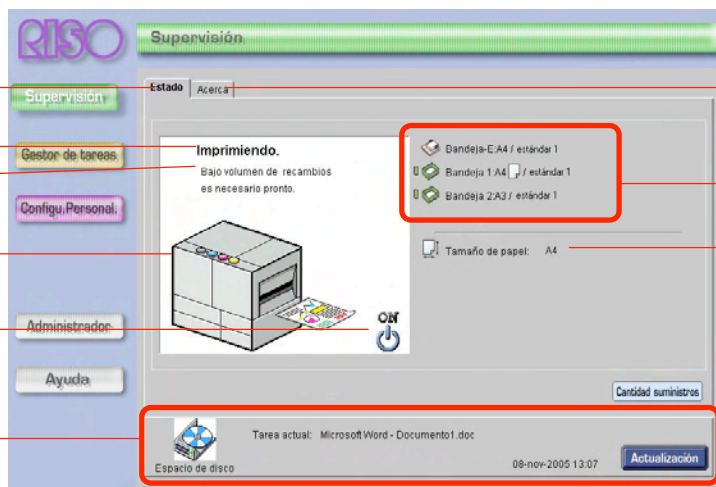 RISO
Supervisión
Supervisión
Gestor de tareas
Configu.Personal.
Administrador
Ayuda
Estado
Acerca
Imprimiendo.
Bajo volumen de recambios
es necesario pronto.
ON
Bandeja-E:A4 / estándar 1
Bandeja 1:A4 / estándar 1
Bandeja 2:A3 / estándar 1
Tamaño de papel: A4
Cantidad suministros
Espacio de disco
Tarea actual: Microsoft Word - Documento1.doc
08-nov-2005 13:07
Actualización